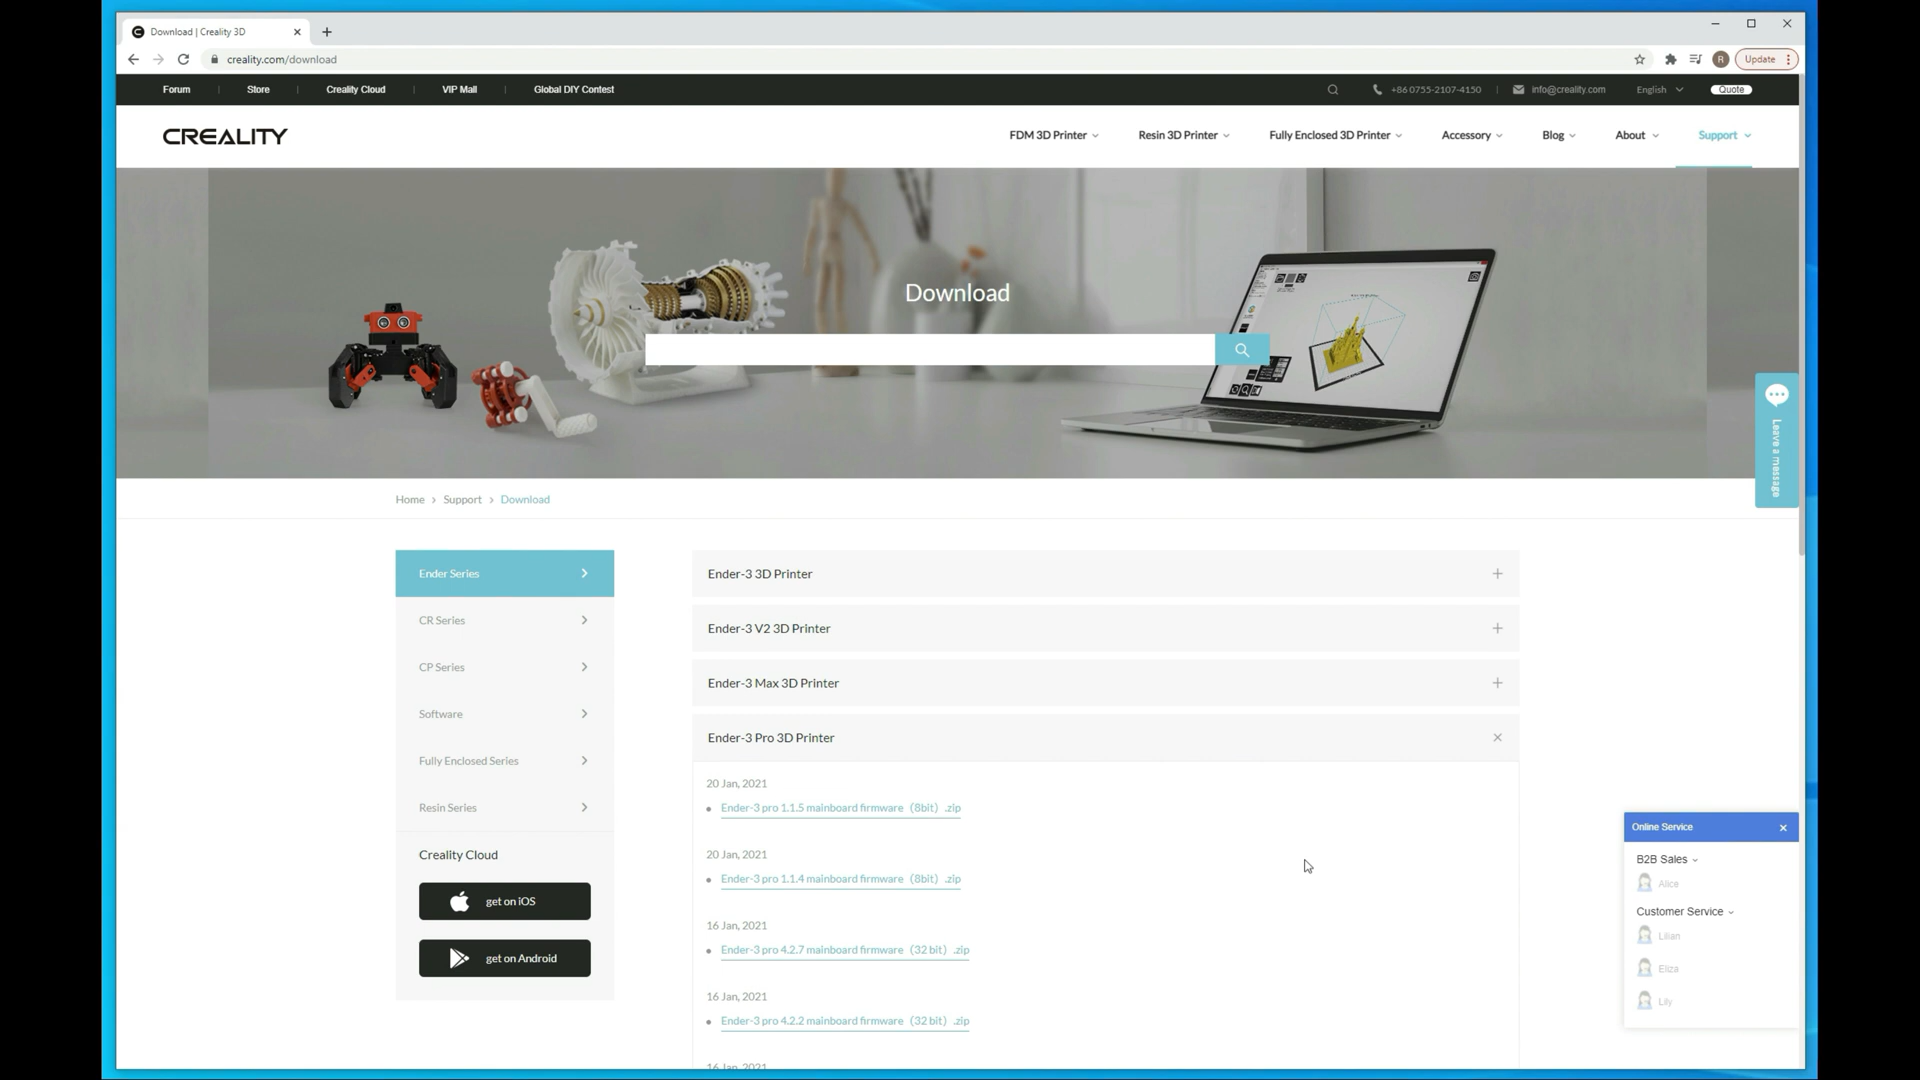 Download | Creality 3D
creality.com/download
Update
Forum
Store
Creality Cloud
VIP Mall
Global DIY Contest
+86 0755-2107-4150
info@creality.com
English
Quote
CREALITY
FDM 3D Printer
Resin 3D Printer
Fully Enclosed 3D Printer
Accessory
Blog
About
Support
Download
Leave a message
Home > Support > Download
Ender Series
CR Series
CP Series
Software
Fully Enclosed Series
Resin Series
Creality Cloud
get on iOS
get on Android
Ender-3 3D Printer
Ender-3 V2 3D Printer
Ender-3 Max 3D Printer
Ender-3 Pro 3D Printer
20 Jan, 2021
Ender-3 pro 1.1.5 mainboard firmware（8bit）.zip
20 Jan, 2021
Ender-3 pro 1.1.4 mainboard firmware（8bit）.zip
16 Jan, 2021
Ender-3 pro 4.2.7 mainboard firmware（32 bit）.zip
16 Jan, 2021
Ender-3 pro 4.2.2 mainboard firmware（32 bit）.zip
16 Jan, 2021
Online Service
B2B Sales
Alice
Customer Service
Lilian
Eliza
Lily
R